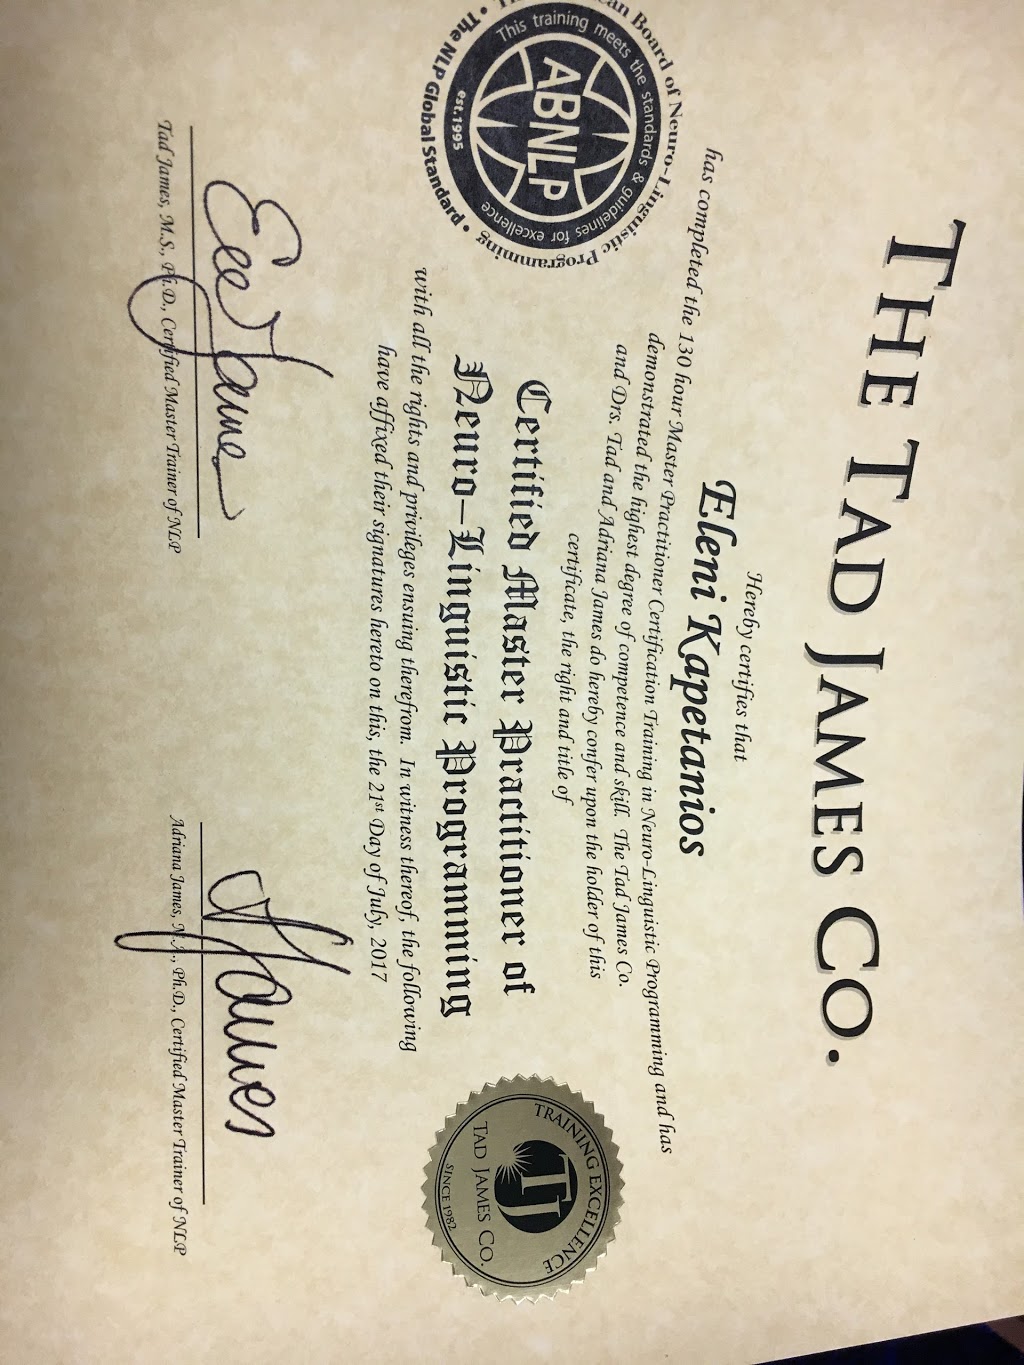 THE TAD JAMES CO.
Hereby certifies that
Eleni Kapetanios
has completed the 130 hour Master Practitioner Certification Training in Neuro-Linguistic Programming and has
demonstrated the highest degree of competence and skill. The Tad James Co.
and Drs. Tad and Adriana James do hereby confer upon the holder of this
certificate, the right and title of
Certified Master Practitioner of
Neuro-Linguistic Programming
with all the rights and privileges ensuing therefrom. In witness thereof, the following
have affixed their signatures hereto on this, the 21st Day of July, 2017
Board of Neuro-Linguistic Programming
• The NLP Global Standard •
This training meets the standards & guidelines for excellence
ABNLP
est. 1995
TRAINING EXCELLENCE
TJ
TAD JAMES CO.
SINCE 1982
Tad James, M.S., Ph.D., Certified Master Trainer of NLP
James
Adriana James, Ph.D., Certified Master Trainer of NLP